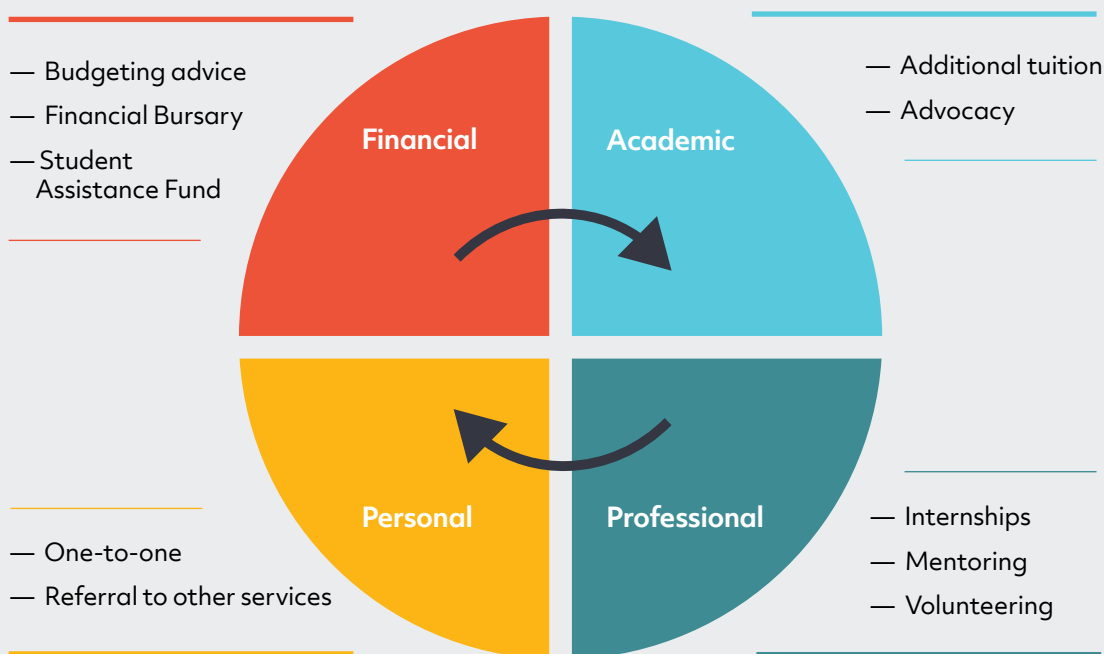 — Budgeting advice
— Financial Bursary
— Student
Assistance Fund
Financial
Academic
— Additional tuition
— Advocacy
Personal
Professional
— One-to-one
— Referral to other services
— Internships
— Mentoring
— Volunteering